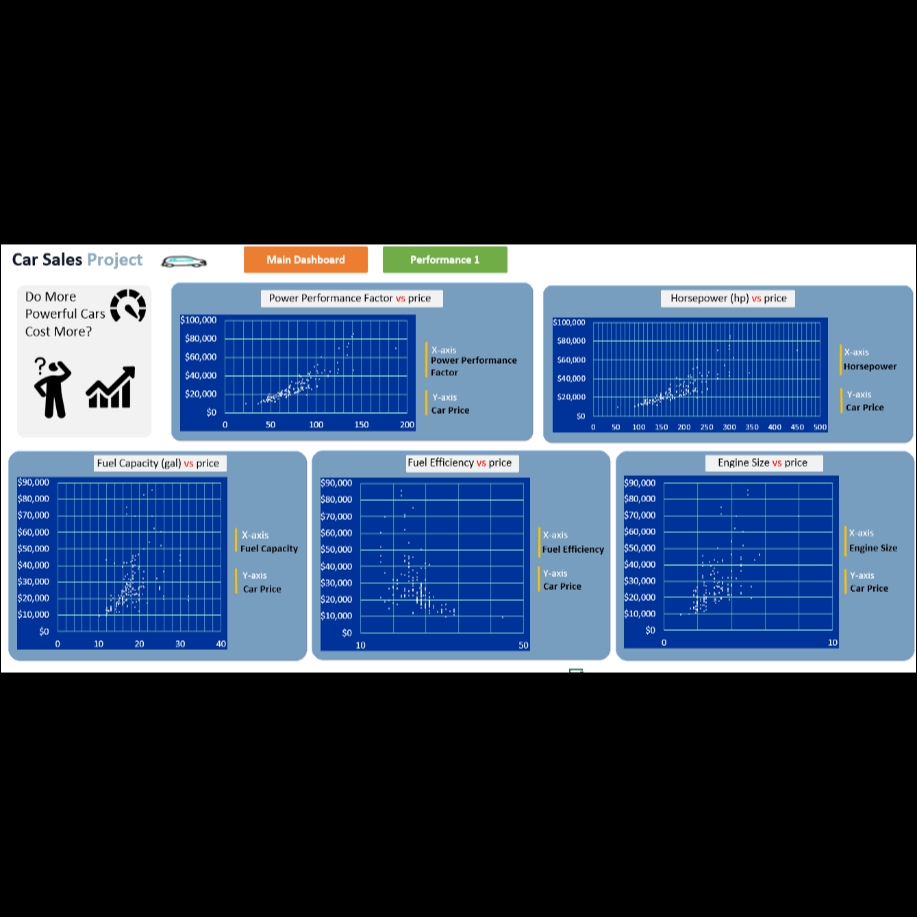 Car Sales Project
Main Dashboard
Performance 1
Do More
Powerful Cars
Cost More?
?
Power Performance Factor vs price
$100,000
$80,000
$60,000
$40,000
$20,000
$0
0 50 100 150 200
X-axis
Power Performance
Factor
Y-axis
Car Price
Horsepower (hp) vs price
$100,000
$80,000
$60,000
$40,000
$20,000
$0
0 50 100 150 200 250 300 350 400 450 500
X-axis
Horsepower
Y-axis
Car Price
Fuel Capacity (gal) vs price
$90,000
$80,000
$70,000
$60,000
$50,000
$40,000
$30,000
$20,000
$10,000
$0
0 10 20 30 40
X-axis
Fuel Capacity
Y-axis
Car Price
Fuel Efficiency vs price
$90,000
$80,000
$70,000
$60,000
$50,000
$40,000
$30,000
$20,000
$10,000
$0
10 50
X-axis
Fuel Efficiency
Y-axis
Car Price
Engine Size vs price
$90,000
$80,000
$70,000
$60,000
$50,000
$40,000
$30,000
$20,000
$10,000
$0
0 10
X-axis
Engine Size
Y-axis
Car Price